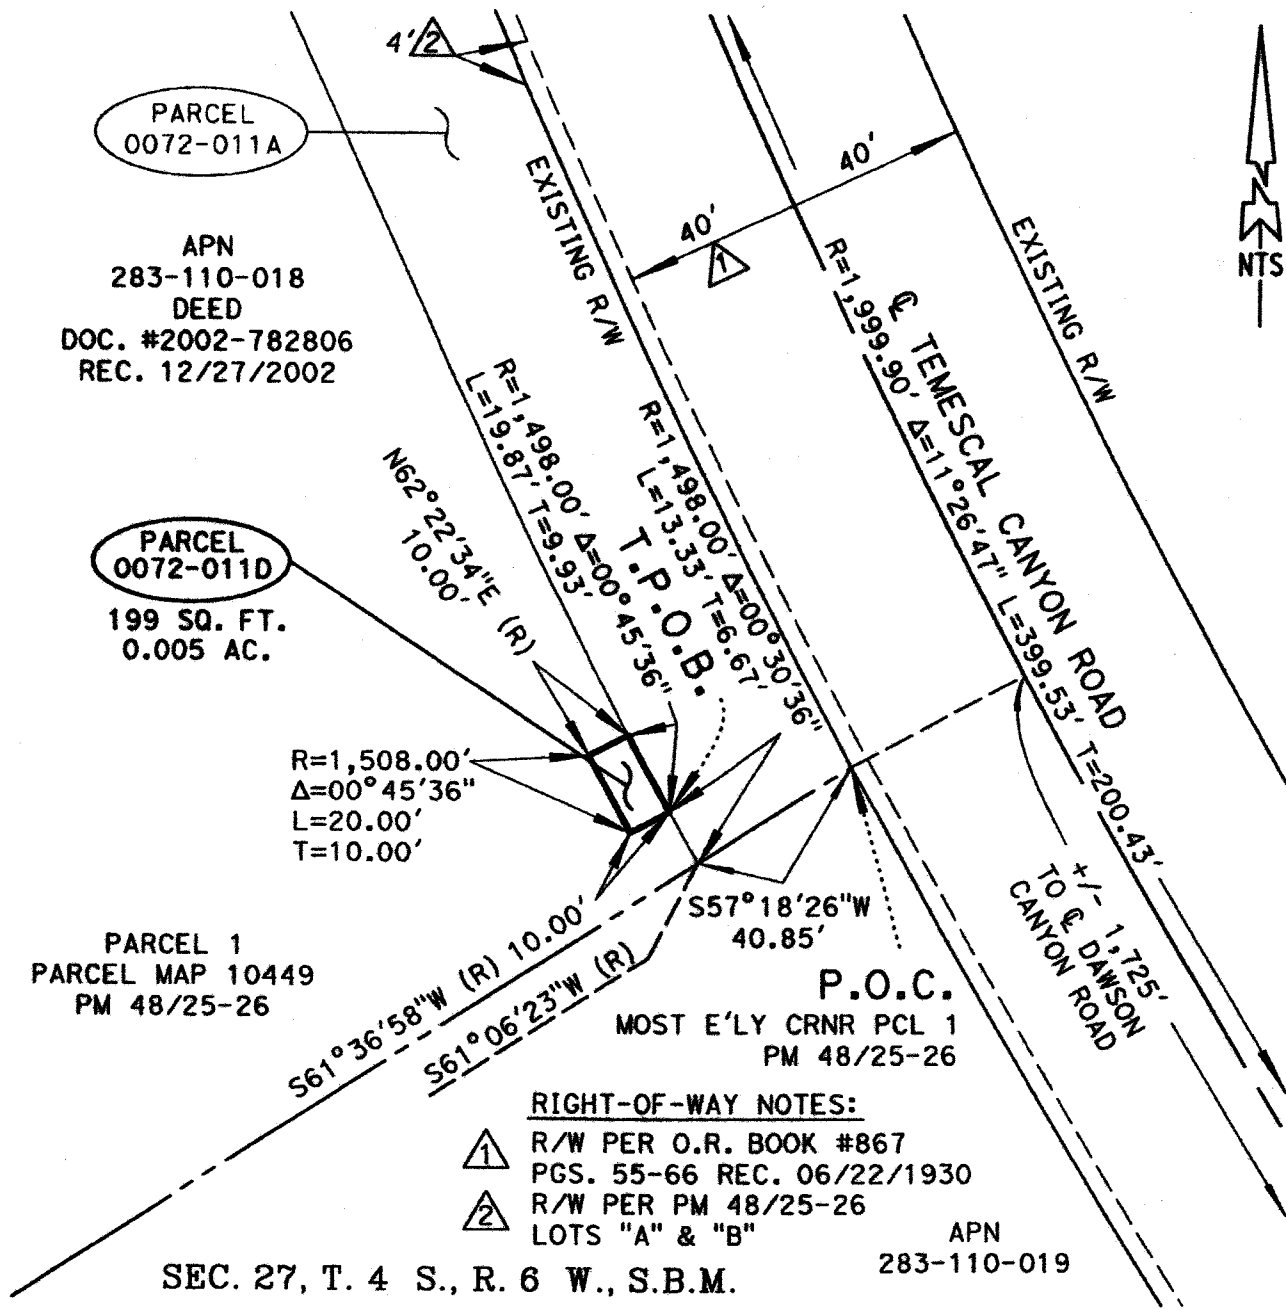 4' 2
PARCEL
0072-011A
APN
283-110-018
DEED
DOC. #2002-782806
REC. 12/27/2002
EXISTING R/W
40'
40'
1
EXISTING R/W
NTS
℄ TEMESCAL CANYON ROAD
R=1,999.90' Δ=11°26'47" L=399.53' T=200.43'
R=1,498.00' Δ=00°45'36"
L=19.87' T=9.93'
R=1,498.00' Δ=00°30'36"
L=13.33' T=6.67'
T.P.O.B.
N62°22'34"E (R)
10.00'
PARCEL
0072-011D
199 SQ. FT.
0.005 AC.
R=1,508.00'
Δ=00°45'36"
L=20.00'
T=10.00'
S57°18'26"W
40.85'
+/- 1,725'
TO ℄ DAWSON
CANYON ROAD
PARCEL 1
PARCEL MAP 10449
PM 48/25-26
S61°36'58"W (R) 10.00'
S61°06'23"W (R)
P.O.C.
MOST E'LY CRNR PCL 1
PM 48/25-26
RIGHT-OF-WAY NOTES:
1 R/W PER O.R. BOOK #867
PGS. 55-66 REC. 06/22/1930
2 R/W PER PM 48/25-26
LOTS "A" & "B"
APN
283-110-019
SEC. 27, T. 4 S., R. 6 W., S.B.M.